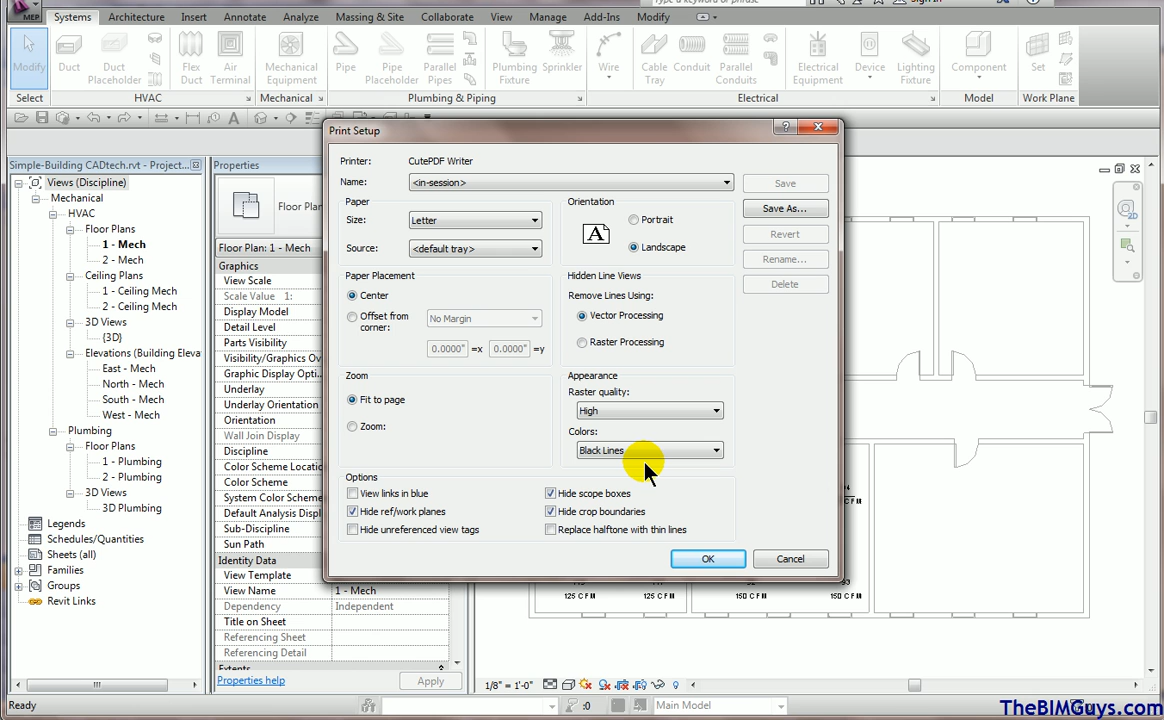 MEP
Systems Architecture Insert Annotate Analyze Massing & Site Collaborate View Manage Add-Ins Modify
Type a keyword or phrase
Sign In
Modify
Duct
Duct Placeholder
Flex Duct
Air Terminal
Mechanical Equipment
Pipe
Pipe Placeholder
Parallel Pipes
Plumbing Fixture
Sprinkler
Wire
Cable Tray
Conduit
Parallel Conduits
Electrical Equipment
Device
Lighting Fixture
Component
Set
Select HVAC Mechanical Plumbing & Piping Electrical Model Work Plane
Simple-Building CADtech.rvt - Project...
Views (Discipline)
Mechanical
HVAC
Floor Plans
1 - Mech
2 - Mech
Ceiling Plans
1 - Ceiling Mech
2 - Ceiling Mech
3D Views
{3D}
Elevations (Building Eleva
East - Mech
North - Mech
South - Mech
West - Mech
Plumbing
Floor Plans
1 - Plumbing
2 - Plumbing
3D Views
3D Plumbing
Legends
Schedules/Quantities
Sheets (all)
Families
Groups
Revit Links
Properties
Floor Plan
Floor Plan: 1 - Mech
Graphics
View Scale
Scale Value 1:
Display Model
Detail Level
Parts Visibility
Visibility/Graphics Ov
Graphic Display Opti...
Underlay
Underlay Orientation
Orientation
Wall Join Display
Discipline
Color Scheme Locatio
Color Scheme
System Color Scheme
Default Analysis Displ
Sub-Discipline
Sun Path
Identity Data
View Template
View Name 1 - Mech
Dependency Independent
Title on Sheet
Referencing Sheet
Referencing Detail
Extents
Properties help
Apply
Print Setup
Printer: CutePDF Writer
Name: <in-session>
Save
Save As...
Revert
Rename...
Delete
Paper
Size: Letter
Source: <default tray>
Orientation
A
Portrait
Landscape
Paper Placement
Center
Offset from corner:
No Margin
0.0000" =x 0.0000" =y
Hidden Line Views
Remove Lines Using:
Vector Processing
Raster Processing
Zoom
Fit to page
Zoom:
Appearance
Raster quality:
High
Colors:
Black Lines
Options
View links in blue
Hide scope boxes
Hide ref/work planes
Hide crop boundaries
Hide unreferenced view tags
Replace halftone with thin lines
OK
Cancel
2D
125 C F M 125 C F M 150 C F M 150 C F M
1/8" = 1'-0"
Ready
:0
Main Model
TheBIMGuys.com